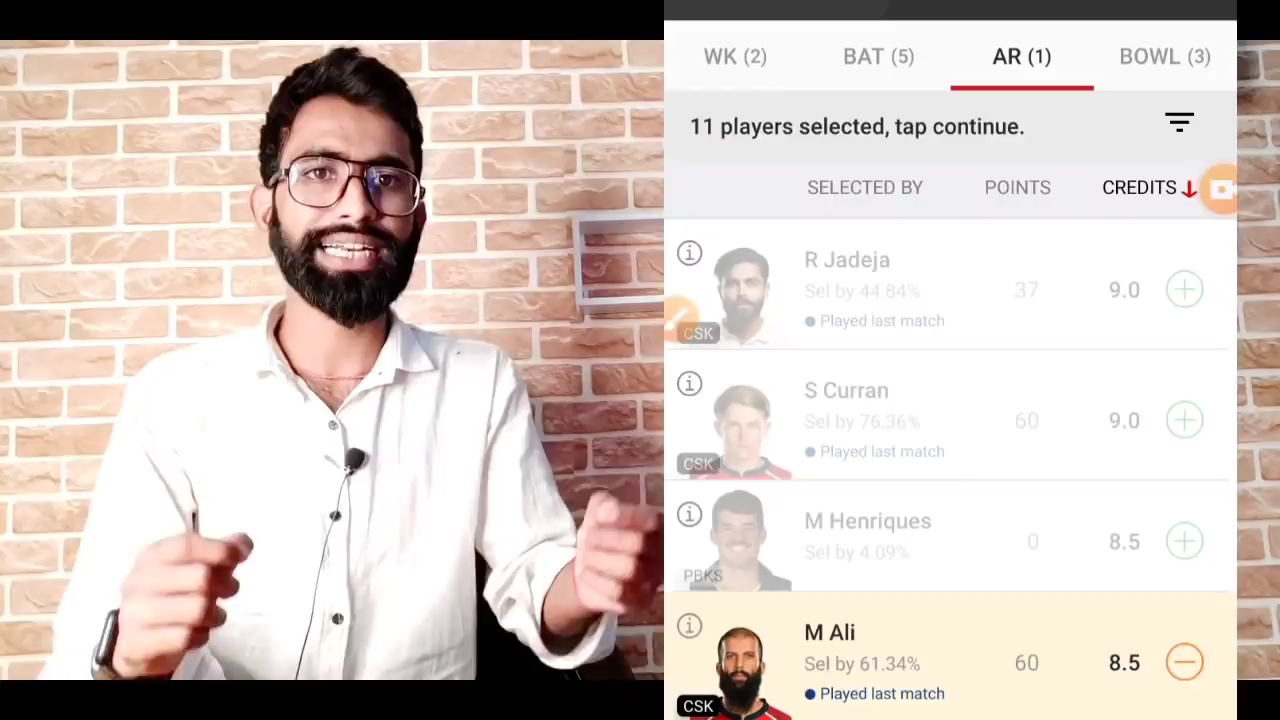 WK (2) BAT (5) AR (1) BOWL (3)
11 players selected, tap continue.
SELECTED BY POINTS CREDITS
R Jadeja
Sel by 44.84% 37 9.0
Played last match
CSK
S Curran
Sel by 76.36% 60 9.0
Played last match
CSK
M Henriques
Sel by 4.09% 0 8.5
PBKS
M Ali
Sel by 61.34% 60 8.5
Played last match
CSK